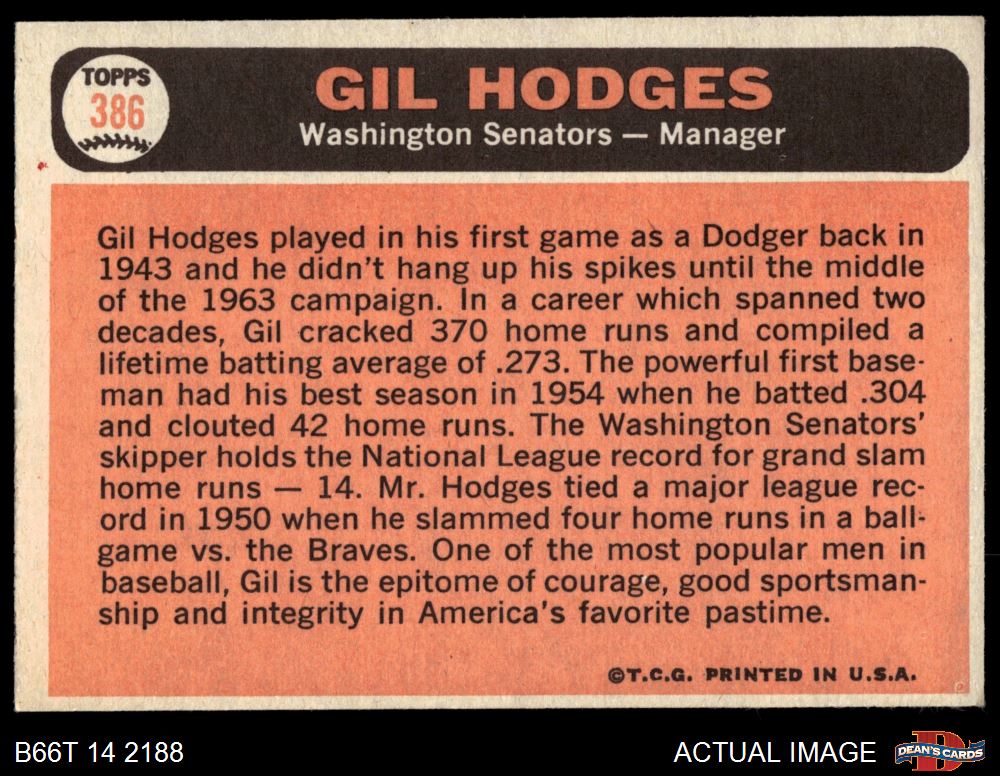 TOPPS
386
GIL HODGES
Washington Senators — Manager
Gil Hodges played in his first game as a Dodger back in
1943 and he didn't hang up his spikes until the middle
of the 1963 campaign. In a career which spanned two
decades, Gil cracked 370 home runs and compiled a
lifetime batting average of .273. The powerful first base-
man had his best season in 1954 when he batted .304
and clouted 42 home runs. The Washington Senators'
skipper holds the National League record for grand slam
home runs — 14. Mr. Hodges tied a major league rec-
ord in 1950 when he slammed four home runs in a ball-
game vs. the Braves. One of the most popular men in
baseball, Gil is the epitome of courage, good sportsman-
ship and integrity in America's favorite pastime.
©T.C.G. PRINTED IN U.S.A.
B66T 14 2188
ACTUAL IMAGE
DEAN'S CARDS